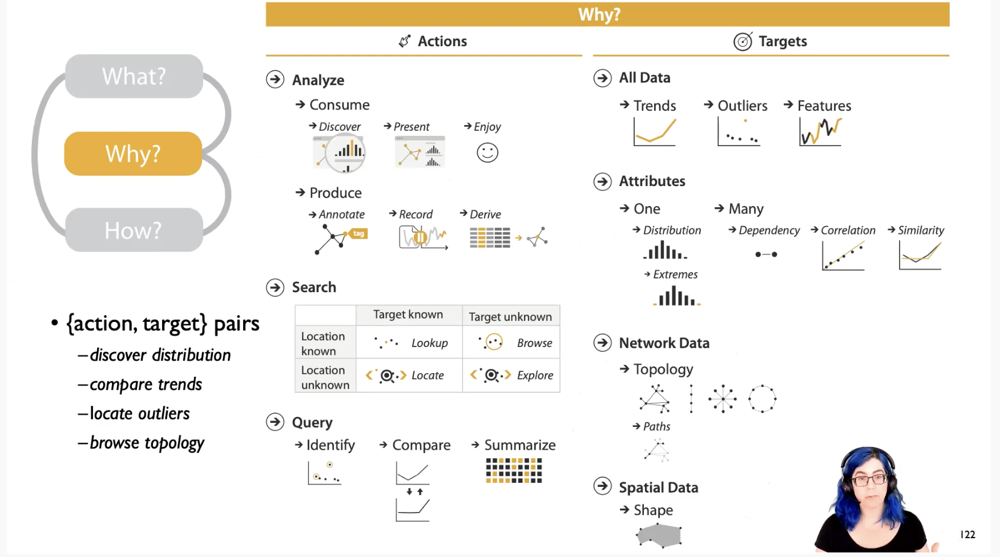 Why?
Actions
Targets
What?
Why?
How?
• {action, target} pairs
–discover distribution
–compare trends
–locate outliers
–browse topology
Analyze
Consume
Discover
Present
Enjoy
Produce
Annotate
Record
Derive
tag
Search
Target known
Target unknown
Location
known
Lookup
Browse
Location
unknown
Locate
Explore
Query
Identify
Compare
Summarize
All Data
Trends
Outliers
Features
Attributes
One
Many
Distribution
Dependency
Correlation
Similarity
Extremes
Network Data
Topology
Paths
Spatial Data
Shape
122